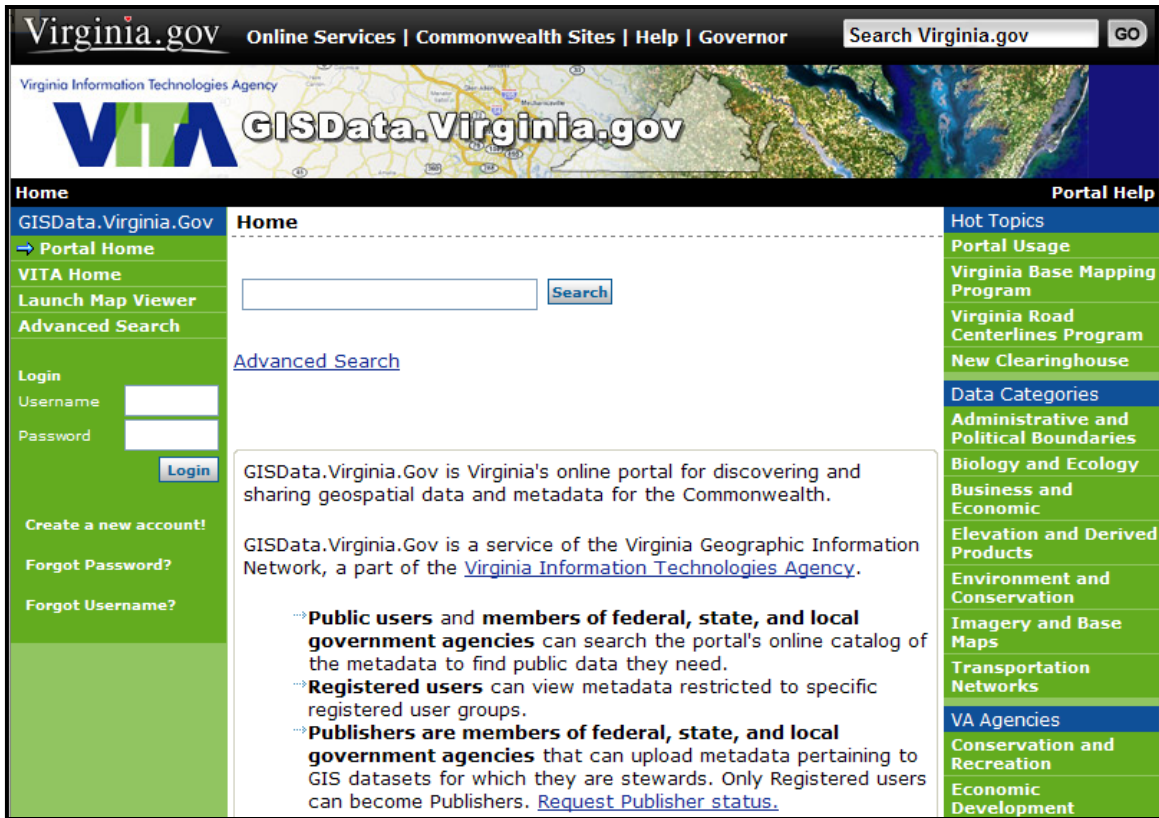 Virginia.gov Online Services | Commonwealth Sites | Help | Governor Search Virginia.gov GO
Virginia Information Technologies Agency
VITA
GISData.Virginia.gov
Home Portal Help
GISData.Virginia.Gov
Portal Home
VITA Home
Launch Map Viewer
Advanced Search
Login
Username
Password
Login
Create a new account!
Forgot Password?
Forgot Username?
Home
Search
Advanced Search
GISData.Virginia.Gov is Virginia's online portal for discovering and
sharing geospatial data and metadata for the Commonwealth.
GISData.Virginia.Gov is a service of the Virginia Geographic Information
Network, a part of the Virginia Information Technologies Agency.
Public users and members of federal, state, and local
government agencies can search the portal's online catalog of
the metadata to find public data they need.
Registered users can view metadata restricted to specific
registered user groups.
Publishers are members of federal, state, and local
government agencies that can upload metadata pertaining to
GIS datasets for which they are stewards. Only Registered users
can become Publishers. Request Publisher status.
Hot Topics
Portal Usage
Virginia Base Mapping
Program
Virginia Road
Centerlines Program
New Clearinghouse
Data Categories
Administrative and
Political Boundaries
Biology and Ecology
Business and
Economic
Elevation and Derived
Products
Environment and
Conservation
Imagery and Base
Maps
Transportation
Networks
VA Agencies
Conservation and
Recreation
Economic
Development